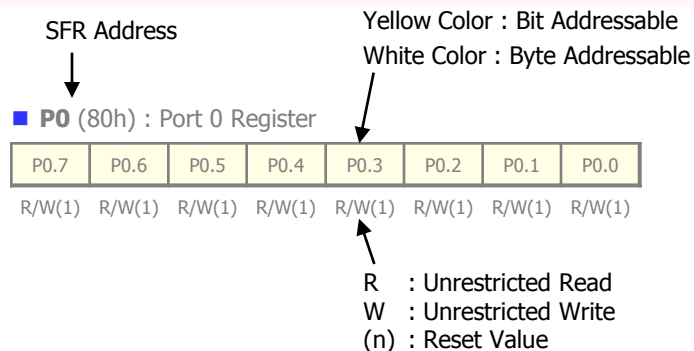 SFR Address
Yellow Color : Bit Addressable
White Color : Byte Addressable
P0 (80h) : Port 0 Register
P0.7 P0.6 P0.5 P0.4 P0.3 P0.2 P0.1 P0.0
R/W(1) R/W(1) R/W(1) R/W(1) R/W(1) R/W(1) R/W(1) R/W(1)
R : Unrestricted Read
W : Unrestricted Write
(n) : Reset Value